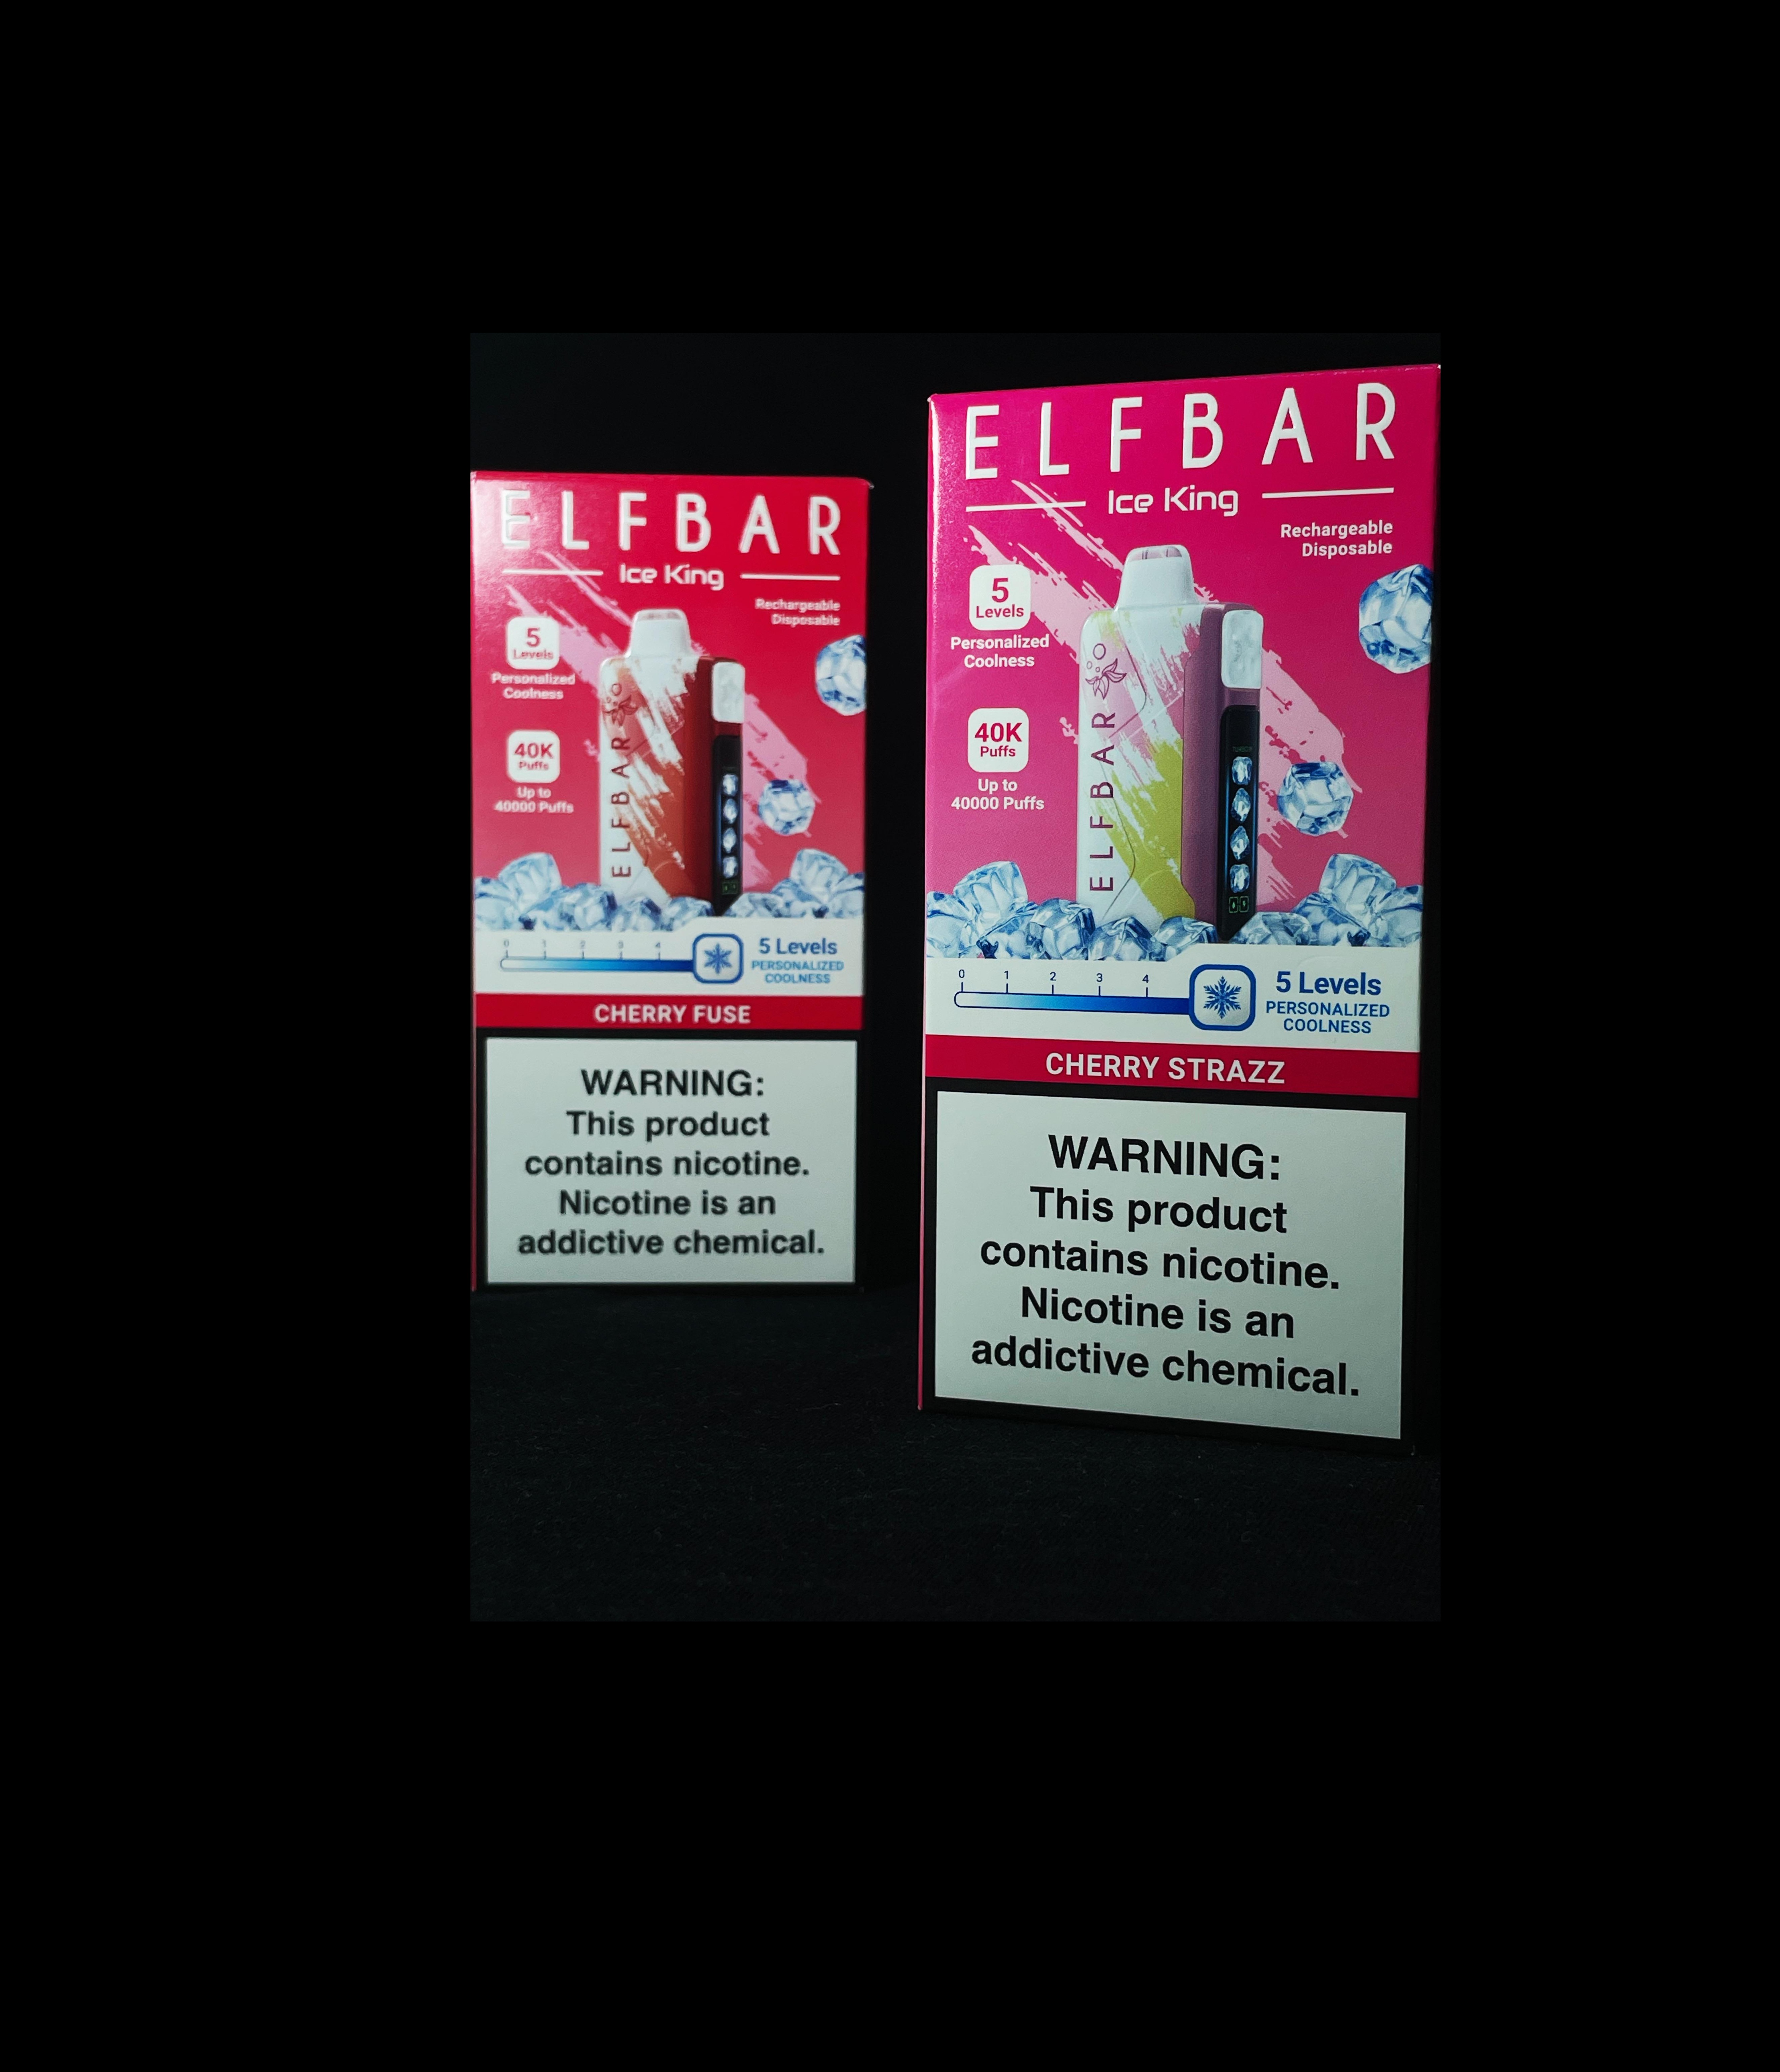 ELFBAR
Ice King
Rechargeable
Disposable
5
Levels
Personalized
Coolness
40K
Puffs
Up to
40000 Puffs
ELFBAR
0 1 2 3 4
5 Levels
PERSONALIZED
COOLNESS
CHERRY FUSE
WARNING:
This product
contains nicotine.
Nicotine is an
addictive chemical.
ELFBAR
Ice King
Rechargeable
Disposable
5
Levels
Personalized
Coolness
40K
Puffs
Up to
40000 Puffs
ELFBAR
0 1 2 3 4
5 Levels
PERSONALIZED
COOLNESS
CHERRY STRAZZ
WARNING:
This product
contains nicotine.
Nicotine is an
addictive chemical.